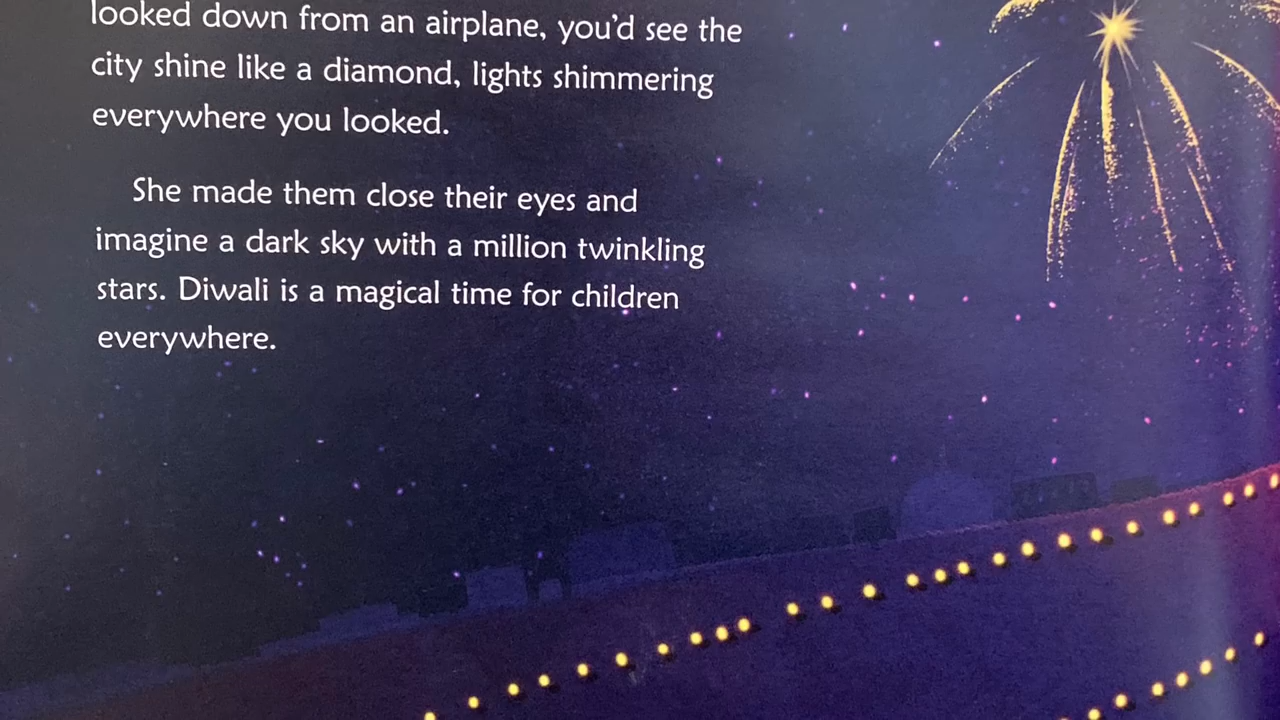 looked down from an airplane, you'd see the
city shine like a diamond, lights shimmering
everywhere you looked.
She made them close their eyes and
imagine a dark sky with a million twinkling
stars. Diwali is a magical time for children
everywhere.